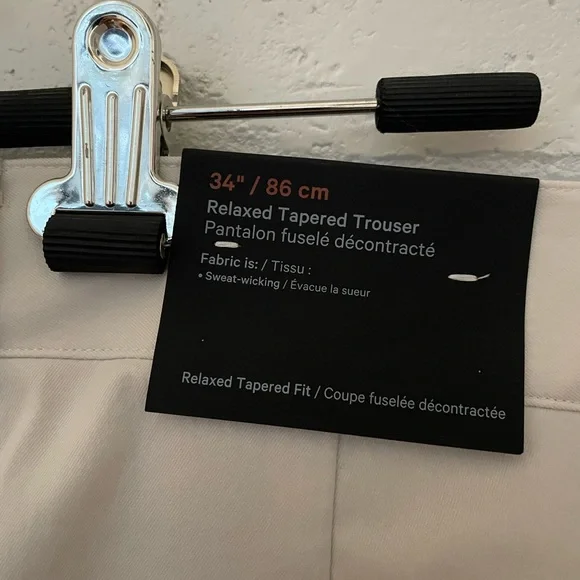 34" / 86 cm
Relaxed Tapered Trouser
Pantalon fuselé décontracté
Fabric is: / Tissu :
• Sweat-wicking / Évacue la sueur
Relaxed Tapered Fit / Coupe fuselée décontractée